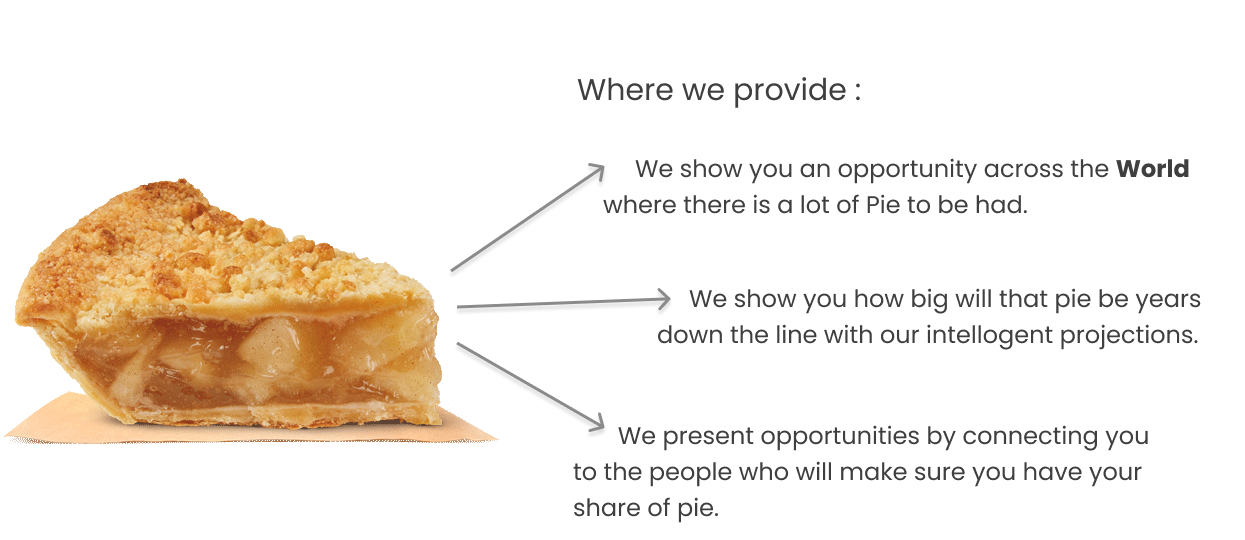 Where we provide :
We show you an opportunity across the World
where there is a lot of Pie to be had.
We show you how big will that pie be years
down the line with our intellogent projections.
We present opportunities by connecting you
to the people who will make sure you have your
share of pie.